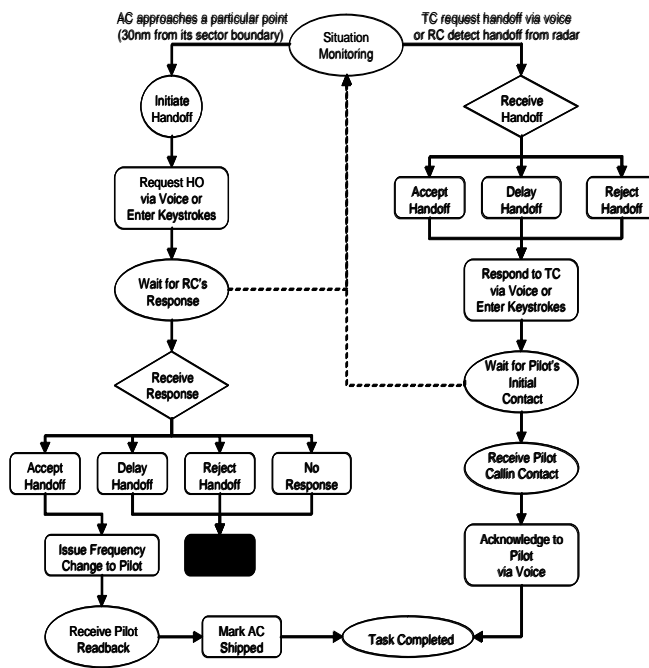 AC approaches a particular point
(30nm from its sector boundary)
Situation
Monitoring
TC request handoff via voice
or RC detect handoff from radar
Initiate
Handoff
Receive
Handoff
Request HO
via Voice or
Enter Keystrokes
Accept
Handoff
Delay
Handoff
Reject
Handoff
Wait for RC's
Response
Respond to TC
via Voice or
Enter Keystrokes
Receive
Response
Wait for Pilot's
Initial
Contact
Accept
Handoff
Delay
Handoff
Reject
Handoff
No
Response
Receive Pilot
Callin Contact
Issue Frequency
Change to Pilot
Acknowledge to
Pilot
via Voice
Receive Pilot
Readback
Mark AC
Shipped
Task Completed